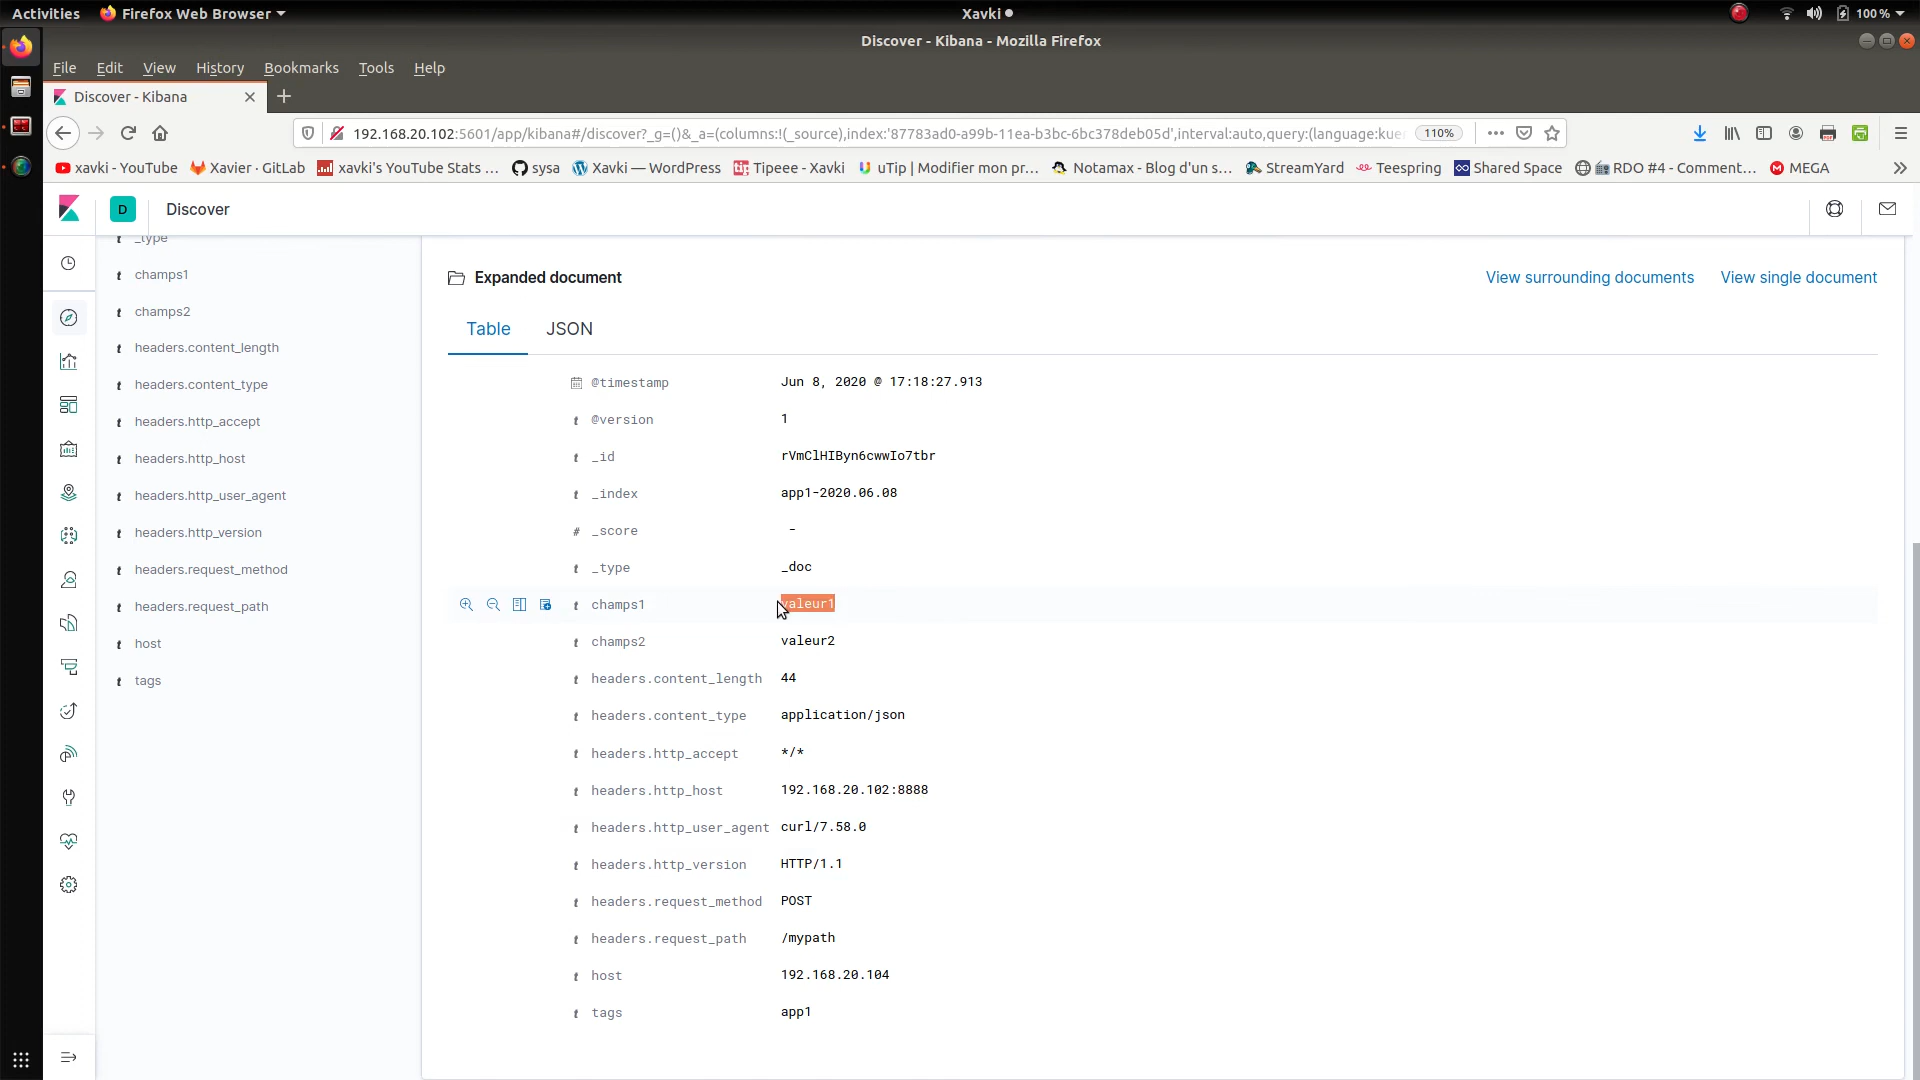 Activities Firefox Web Browser Xavki 100 %
Discover - Kibana - Mozilla Firefox
File Edit View History Bookmarks Tools Help
Discover - Kibana
192.168.20.102:5601/app/kibana#/discover?_g=()&_a=(columns:!(_source),index:'87783ad0-a99b-11ea-b3bc-6bc378deb05d',interval:auto,query:(language:kue 110%
xavki - YouTube Xavier · GitLab xavki's YouTube Stats ... sysa Xavki — WordPress Tipeee - Xavki uTip | Modifier mon pr... Notamax - Blog d'un s... StreamYard Teespring Shared Space RDO #4 - Comment... MEGA
D Discover
_type
champs1
champs2
headers.content_length
headers.content_type
headers.http_accept
headers.http_host
headers.http_user_agent
headers.http_version
headers.request_method
headers.request_path
host
tags
Expanded document View surrounding documents View single document
Table JSON
@timestamp Jun 8, 2020 @ 17:18:27.913
t @version 1
t _id rVmClHIByn6cwwIo7tbr
t _index app1-2020.06.08
# _score -
t _type _doc
t champs1 valeur1
t champs2 valeur2
t headers.content_length 44
t headers.content_type application/json
t headers.http_accept */*
t headers.http_host 192.168.20.102:8888
t headers.http_user_agent curl/7.58.0
t headers.http_version HTTP/1.1
t headers.request_method POST
t headers.request_path /mypath
t host 192.168.20.104
t tags app1